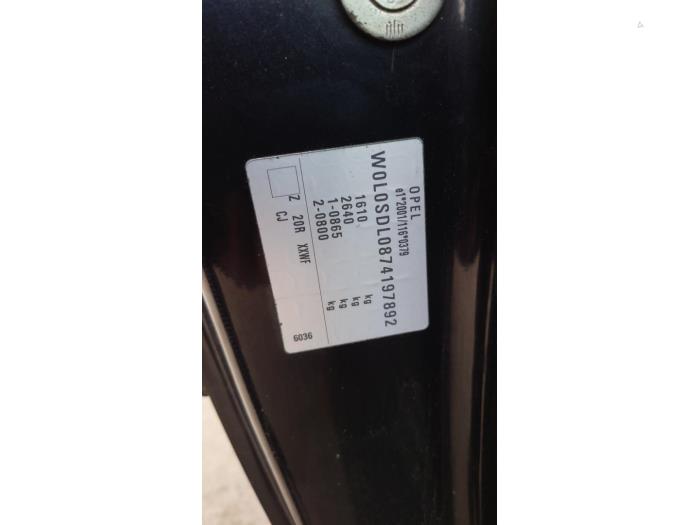 OPEL
e1*2001/116*0379
W0L0SDL0874197892
1610 kg
2640 kg
1-0865 kg
2-0800 kg
Z 20R XXWF
CJ
6036